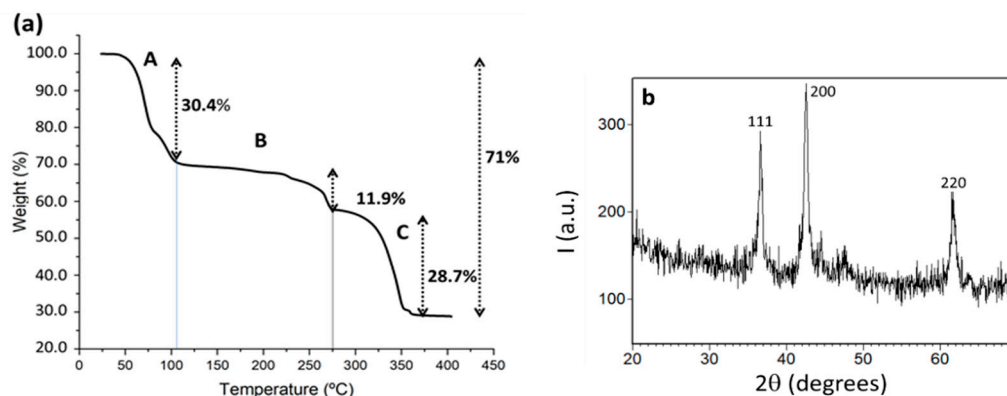 (a)
100.0
90.0
80.0
70.0
60.0
50.0
40.0
30.0
20.0
Weight (%)
A
30.4%
B
11.9%
C
28.7%
71%
0 50 100 150 200 250 300 350 400 450
Temperature (ºC)
b
300
200
100
I (a.u.)
111
200
220
20 30 40 50 60
2θ (degrees)